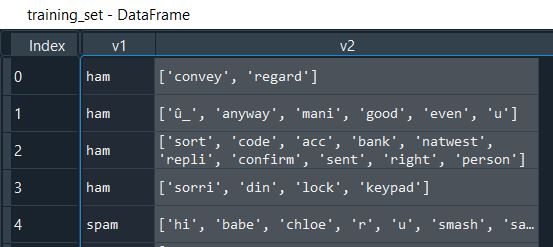 training_set - DataFrame
Index v1 v2
0 ham ['convey', 'regard']
1 ham ['û_', 'anyway', 'mani', 'good', 'even', 'u']
2 ham ['sort', 'code', 'acc', 'bank', 'natwest',
'repli', 'confirm', 'sent', 'right', 'person']
3 ham ['sorri', 'din', 'lock', 'keypad']
4 spam ['hi', 'babe', 'chloe', 'r', 'u', 'smash', 'sa…